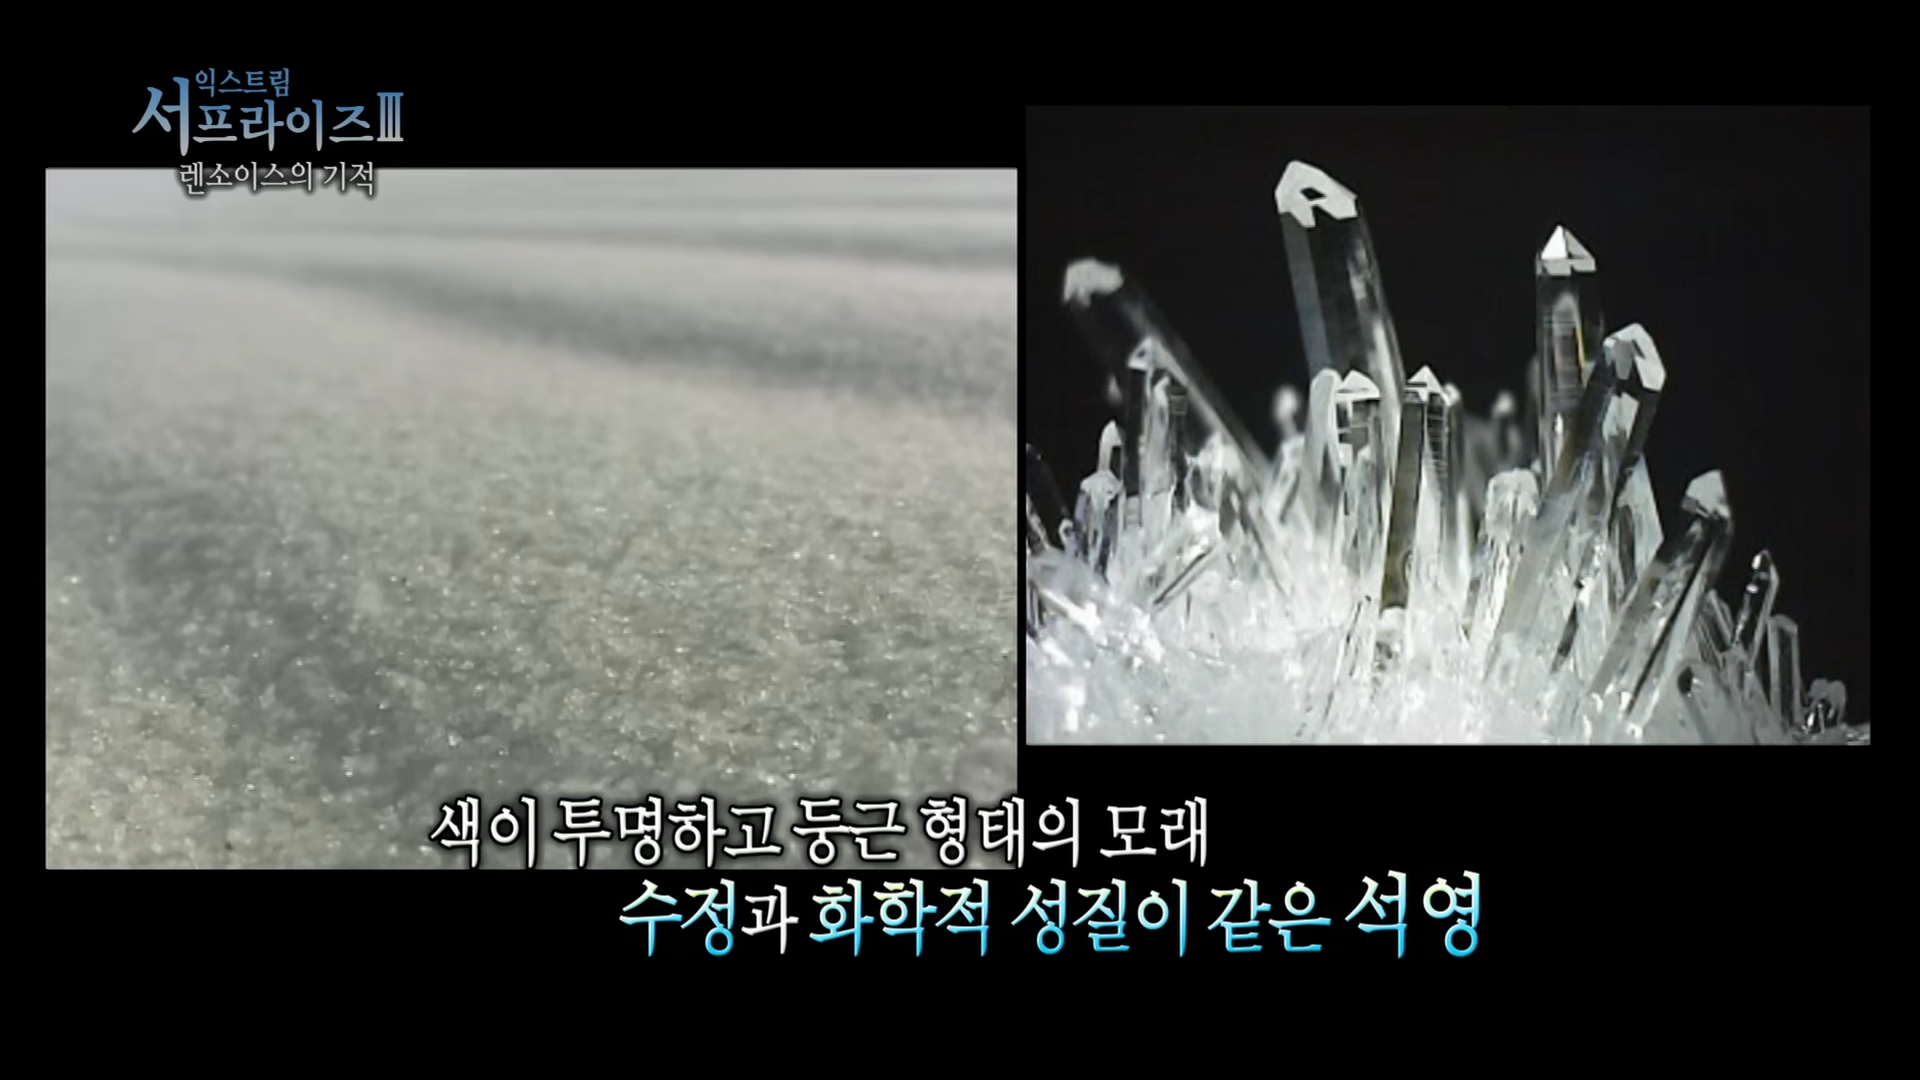 익스트림
서프라이즈Ⅲ
렌소이스의 기적
색이 투명하고 둥근 형태의 모래
수정과 화학적 성질이 같은 석영